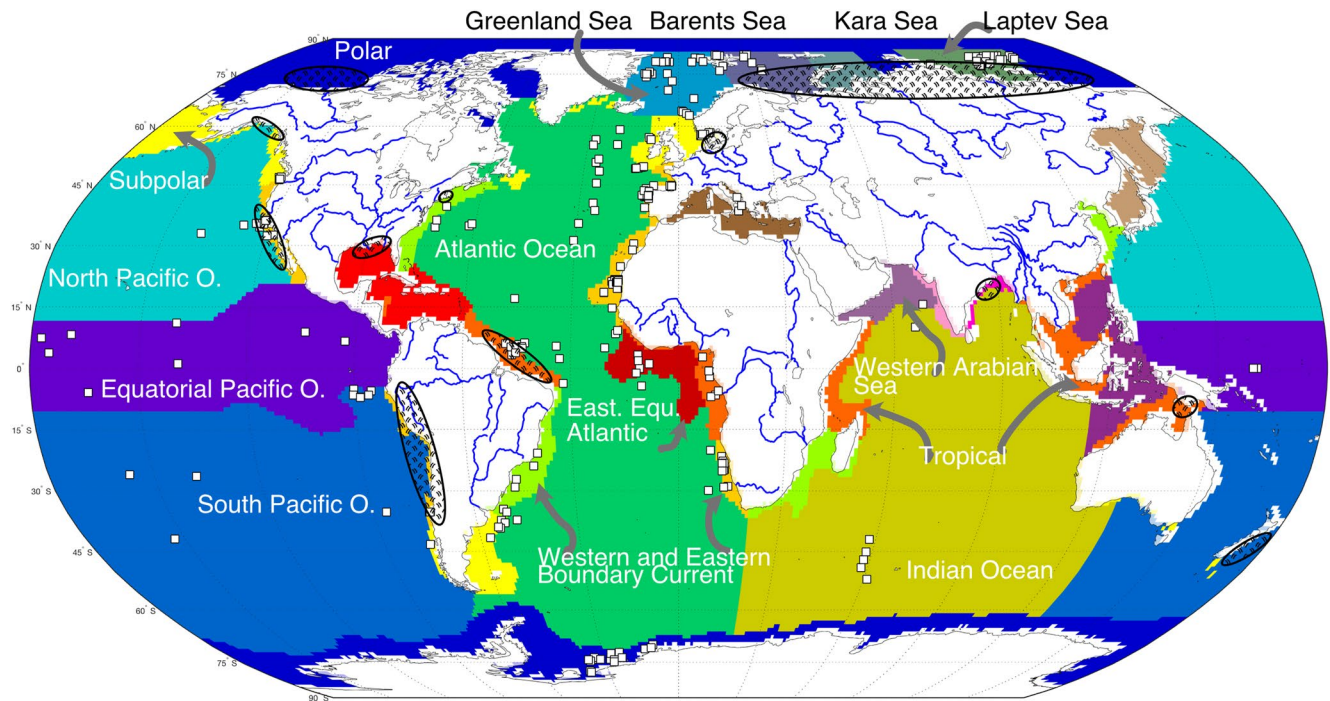 Greenland Sea
Barents Sea
Kara Sea
Laptev Sea
90° N
Polar
75° N
60° N
Subpolar
45° N
Atlantic Ocean
30° N
North Pacific O.
15° N
Western Arabian
Sea
0°
Equatorial Pacific O.
East. Equ.
Atlantic
15° S
Tropical
30° S
South Pacific O.
45° S
Western and Eastern
Boundary Current
Indian Ocean
60° S
75° S
90° S